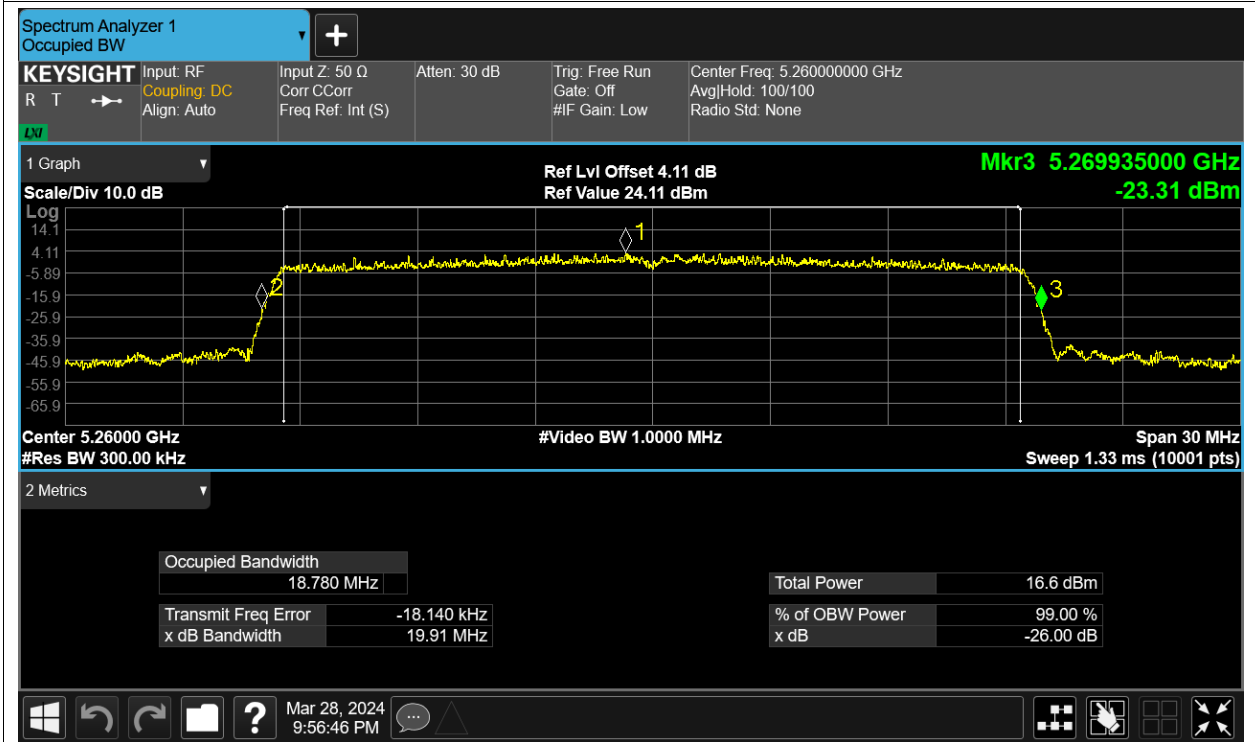 Spectrum Analyzer 1
Occupied BW
KEYSIGHT
R T
LXI
Input: RF
Coupling: DC
Align: Auto
Input Z: 50 Ω
Corr CCorr
Freq Ref: Int (S)
Atten: 30 dB
Trig: Free Run
Gate: Off
#IF Gain: Low
Center Freq: 5.260000000 GHz
Avg|Hold: 100/100
Radio Std: None
1 Graph
Scale/Div 10.0 dB
Ref Lvl Offset 4.11 dB
Ref Value 24.11 dBm
Mkr3 5.269935000 GHz
-23.31 dBm
Log
14.1
4.11
-5.89
-15.9
-25.9
-35.9
-45.9
-55.9
-65.9
1
2
3
Center 5.26000 GHz
#Video BW 1.0000 MHz
Span 30 MHz
#Res BW 300.00 kHz
Sweep 1.33 ms (10001 pts)
2 Metrics
Occupied Bandwidth
18.780 MHz
Total Power 16.6 dBm
Transmit Freq Error -18.140 kHz
% of OBW Power 99.00 %
x dB Bandwidth 19.91 MHz
x dB -26.00 dB
?
Mar 28, 2024
9:56:46 PM